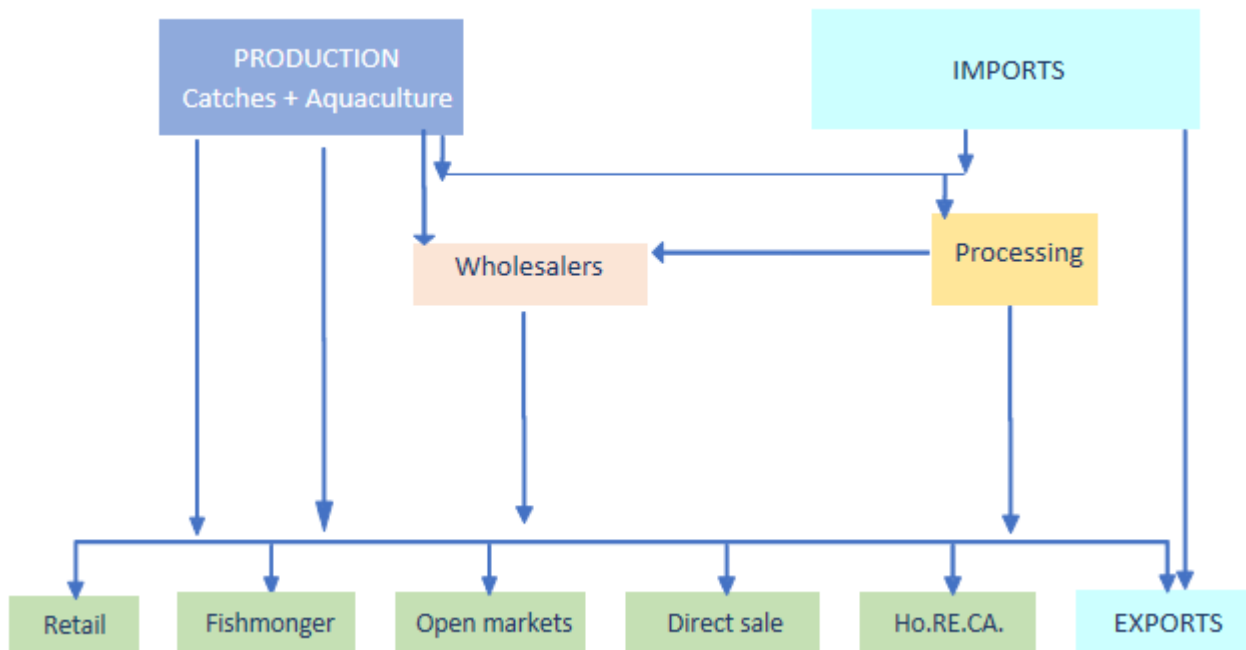 PRODUCTION
Catches + Aquaculture
IMPORTS
Wholesalers
Processing
Retail
Fishmonger
Open markets
Direct sale
Ho.RE.CA.
EXPORTS